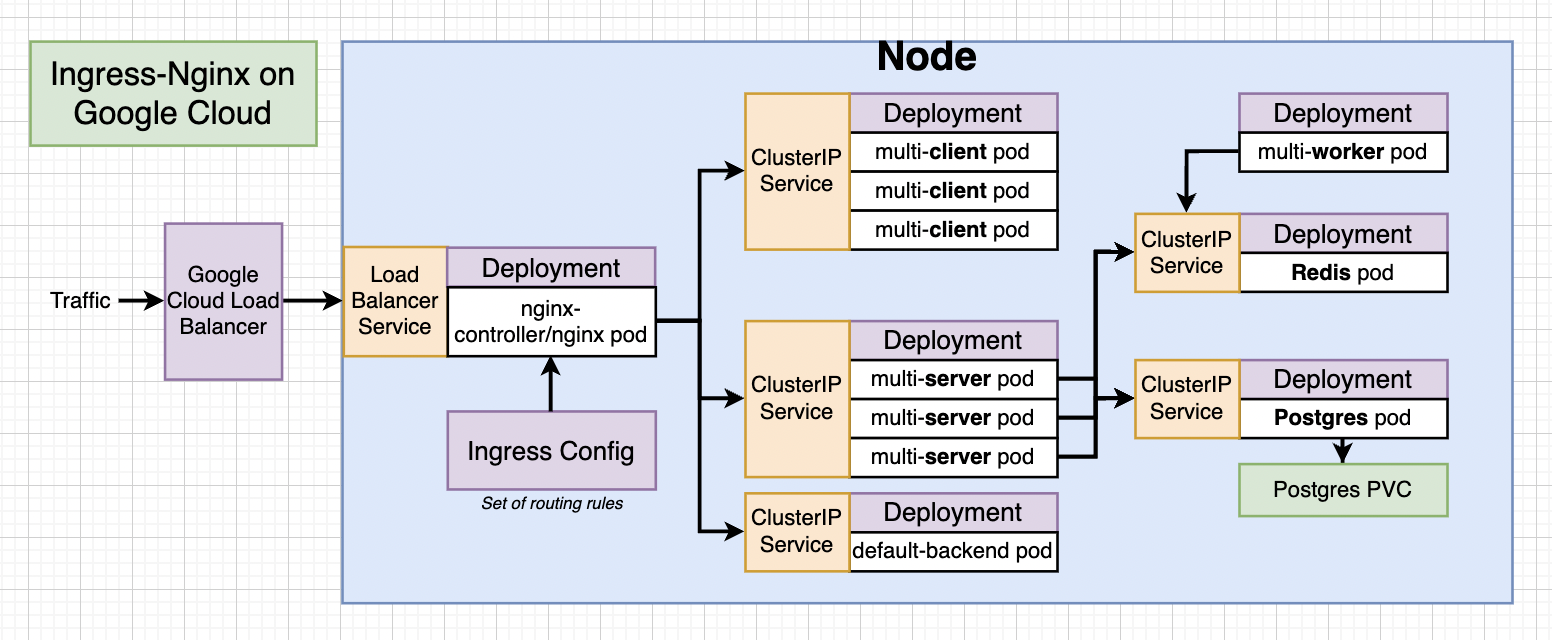 Ingress-Nginx on
Google Cloud
Node
Traffic
Google
Cloud Load
Balancer
Load
Balancer
Service
Deployment
nginx-
controller/nginx pod
Ingress Config
Set of routing rules
ClusterIP
Service
Deployment
multi-client pod
multi-client pod
multi-client pod
ClusterIP
Service
Deployment
multi-server pod
multi-server pod
multi-server pod
ClusterIP
Service
Deployment
default-backend pod
Deployment
multi-worker pod
ClusterIP
Service
Deployment
Redis pod
ClusterIP
Service
Deployment
Postgres pod
Postgres PVC